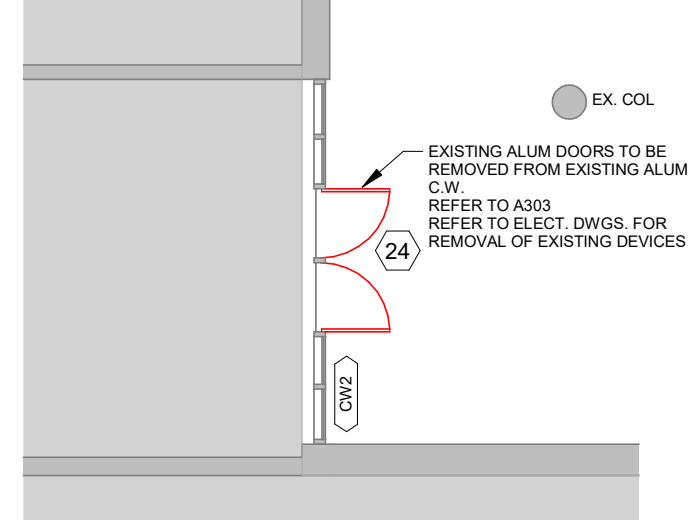 EX. COL
EXISTING ALUM DOORS TO BE
REMOVED FROM EXISTING ALUM
C.W.
REFER TO A303
REFER TO ELECT. DWGS. FOR
REMOVAL OF EXISTING DEVICES
24
CW2